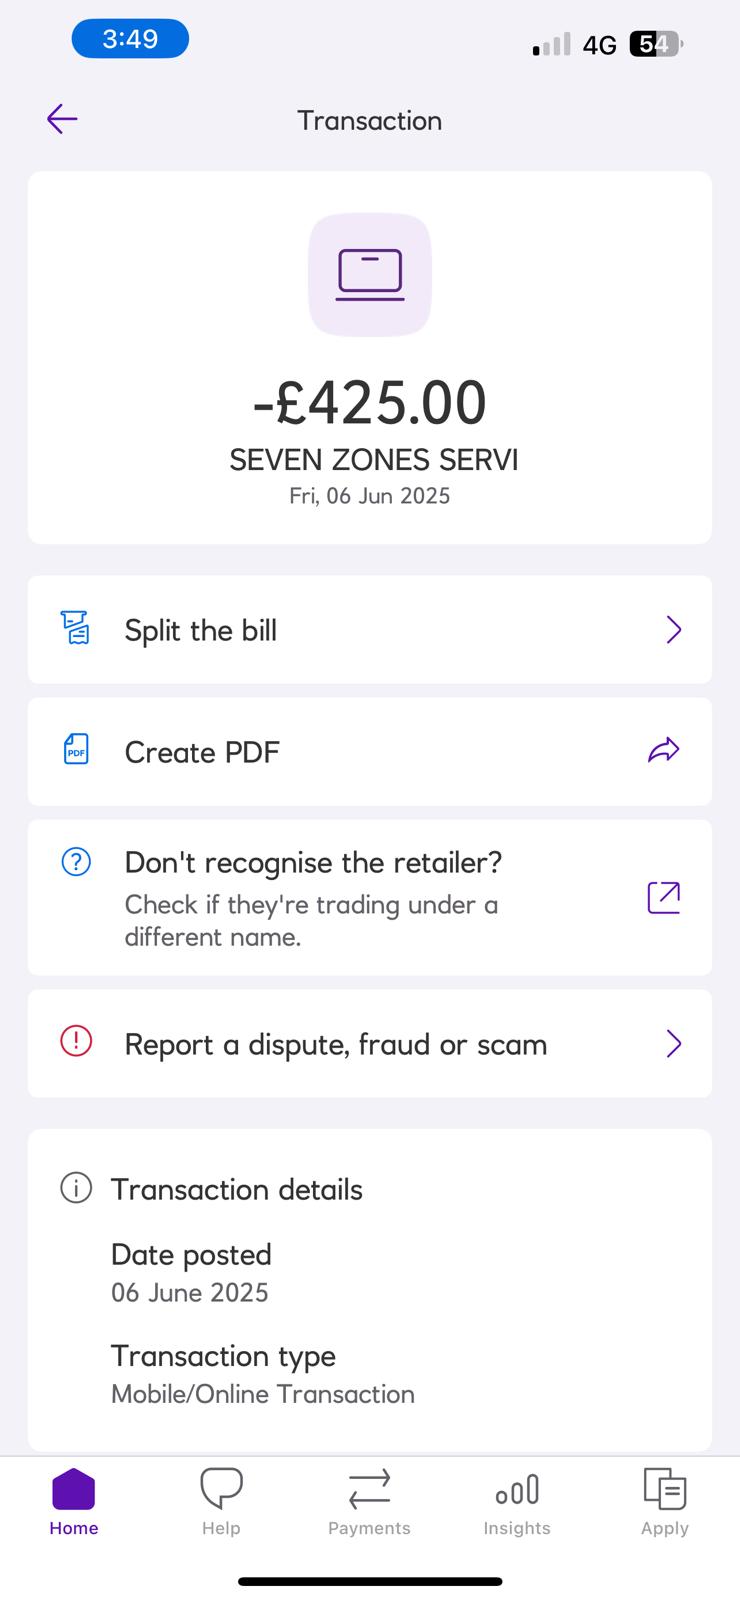 3:49
4G
54
Transaction
-£425.00
SEVEN ZONES SERVI
Fri, 06 Jun 2025
Split the bill
PDF
Create PDF
Don't recognise the retailer?
Check if they're trading under a
different name.
Report a dispute, fraud or scam
Transaction details
Date posted
06 June 2025
Transaction type
Mobile/Online Transaction
Home
Help
Payments
Insights
Apply